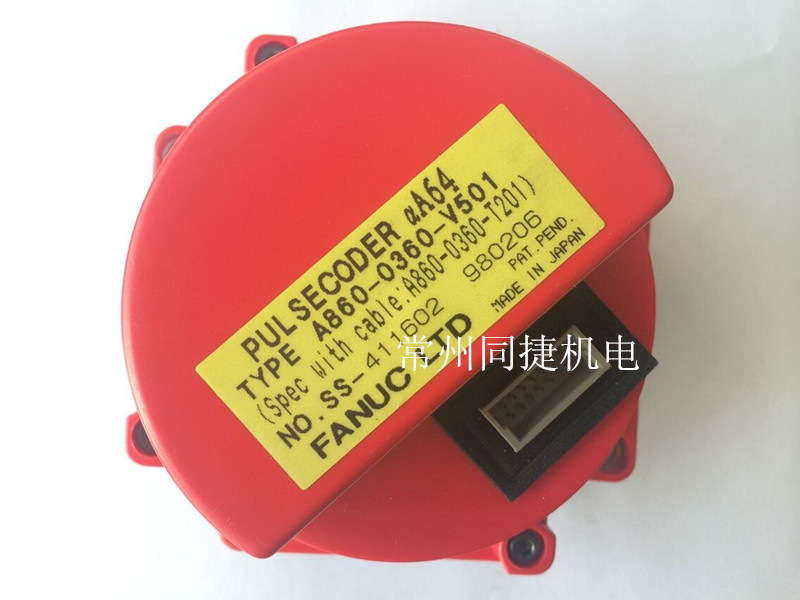 PULSECODER αA64
TYPE A860-0360-V501
(Spec with cable:A860-0360-T201)
NO.SS-411602 980206
FANUC LTD
PAT.PEND.
MADE IN JAPAN
常州同捷机电